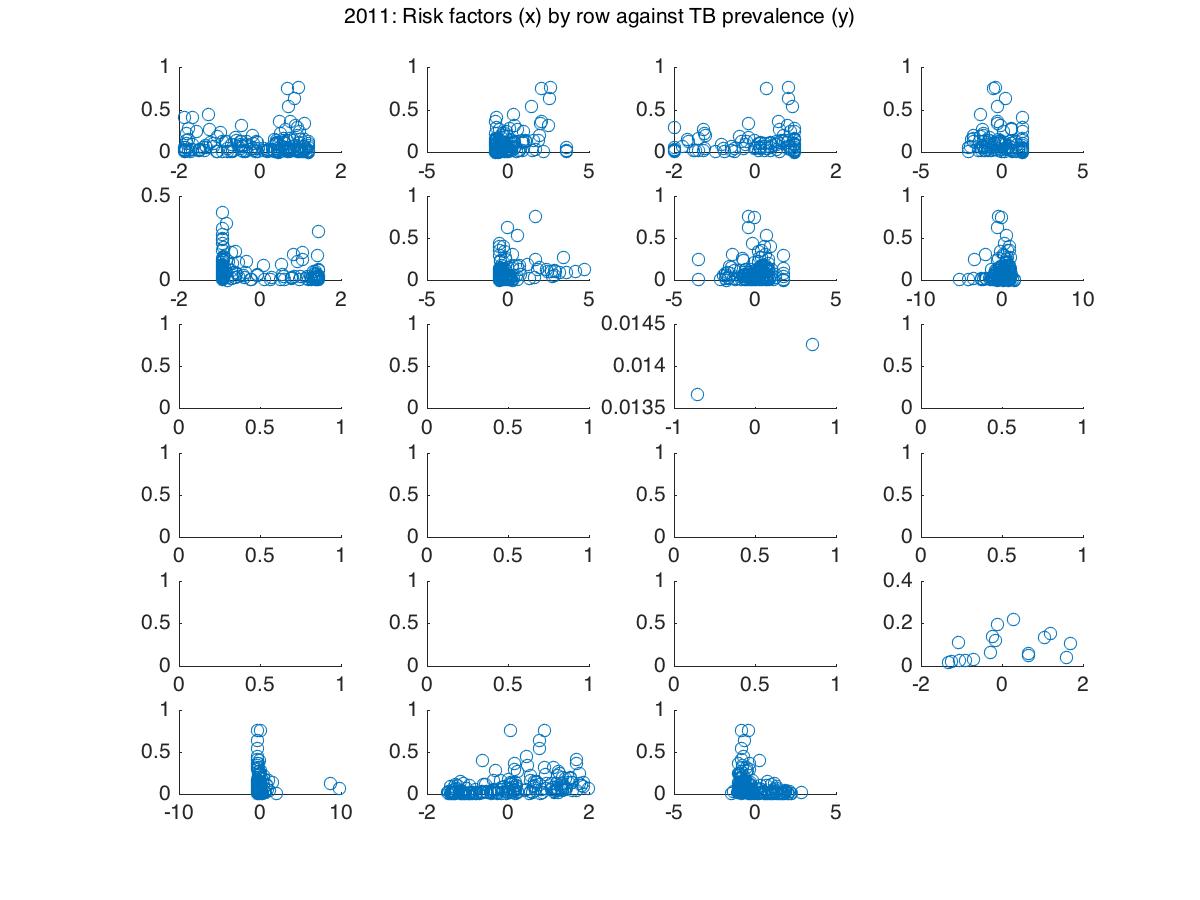 2011: Risk factors (x) by row against TB prevalence (y)
1 1 1 1
0.5 0.5 0.5 0.5
0 0 0 0
-2 0 2 -5 0 5 -2 0 2 -5 0 5
0.5 1 1 1
0.5 0.5 0.5
0 0 0 0
-2 0 2 -5 0 5 -5 0 5 -10 0 10
1 1 0.0145 1
0.5 0.5 0.014 0.5
0 0 0.0135 0
0 0.5 1 0 0.5 1 -1 0 1 0 0.5 1
1 1 1 1
0.5 0.5 0.5 0.5
0 0 0 0
0 0.5 1 0 0.5 1 0 0.5 1 0 0.5 1
1 1 1 0.4
0.5 0.5 0.5 0.2
0 0 0 0
0 0.5 1 0 0.5 1 0 0.5 1 -2 0 2
1 1 1
0.5 0.5 0.5
0 0 0
-10 0 10 -2 0 2 -5 0 5